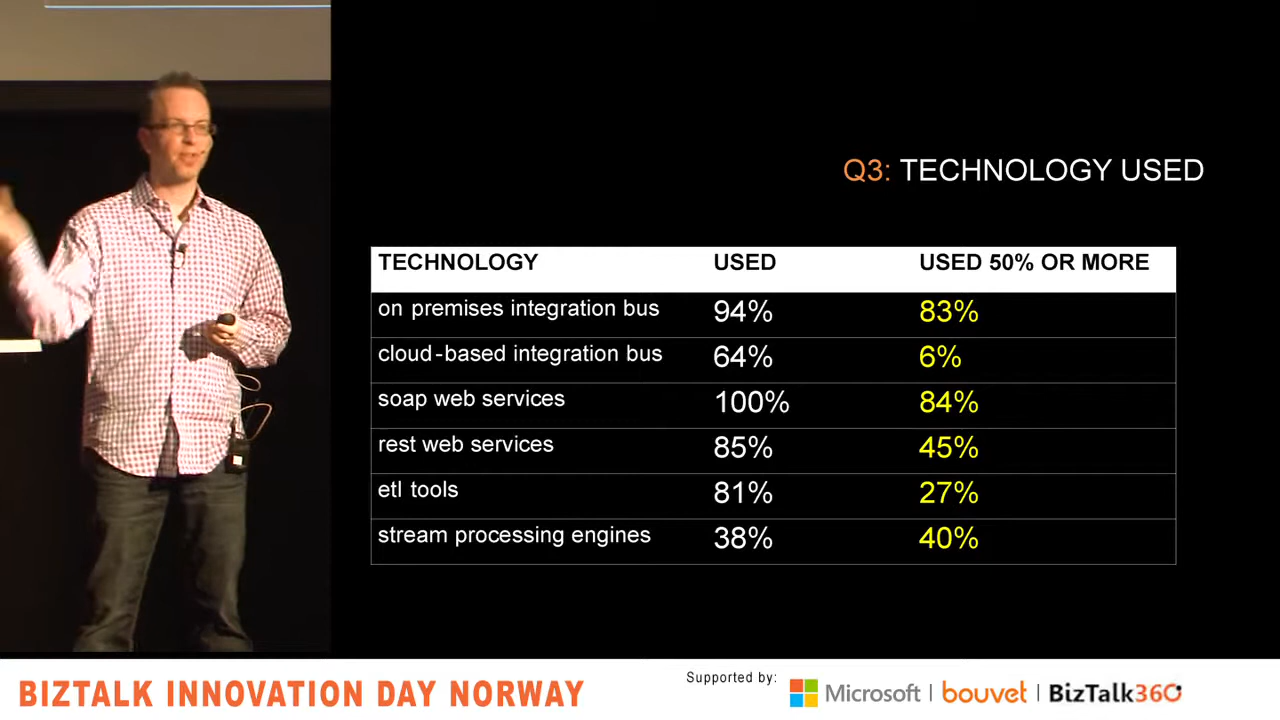 Q3: TECHNOLOGY USED
TECHNOLOGY USED USED 50% OR MORE
on premises integration bus 94% 83%
cloud-based integration bus 64% 6%
soap web services 100% 84%
rest web services 85% 45%
etl tools 81% 27%
stream processing engines 38% 40%
BIZTALK INNOVATION DAY NORWAY
Supported by:
Microsoft | bouvet | BizTalk360